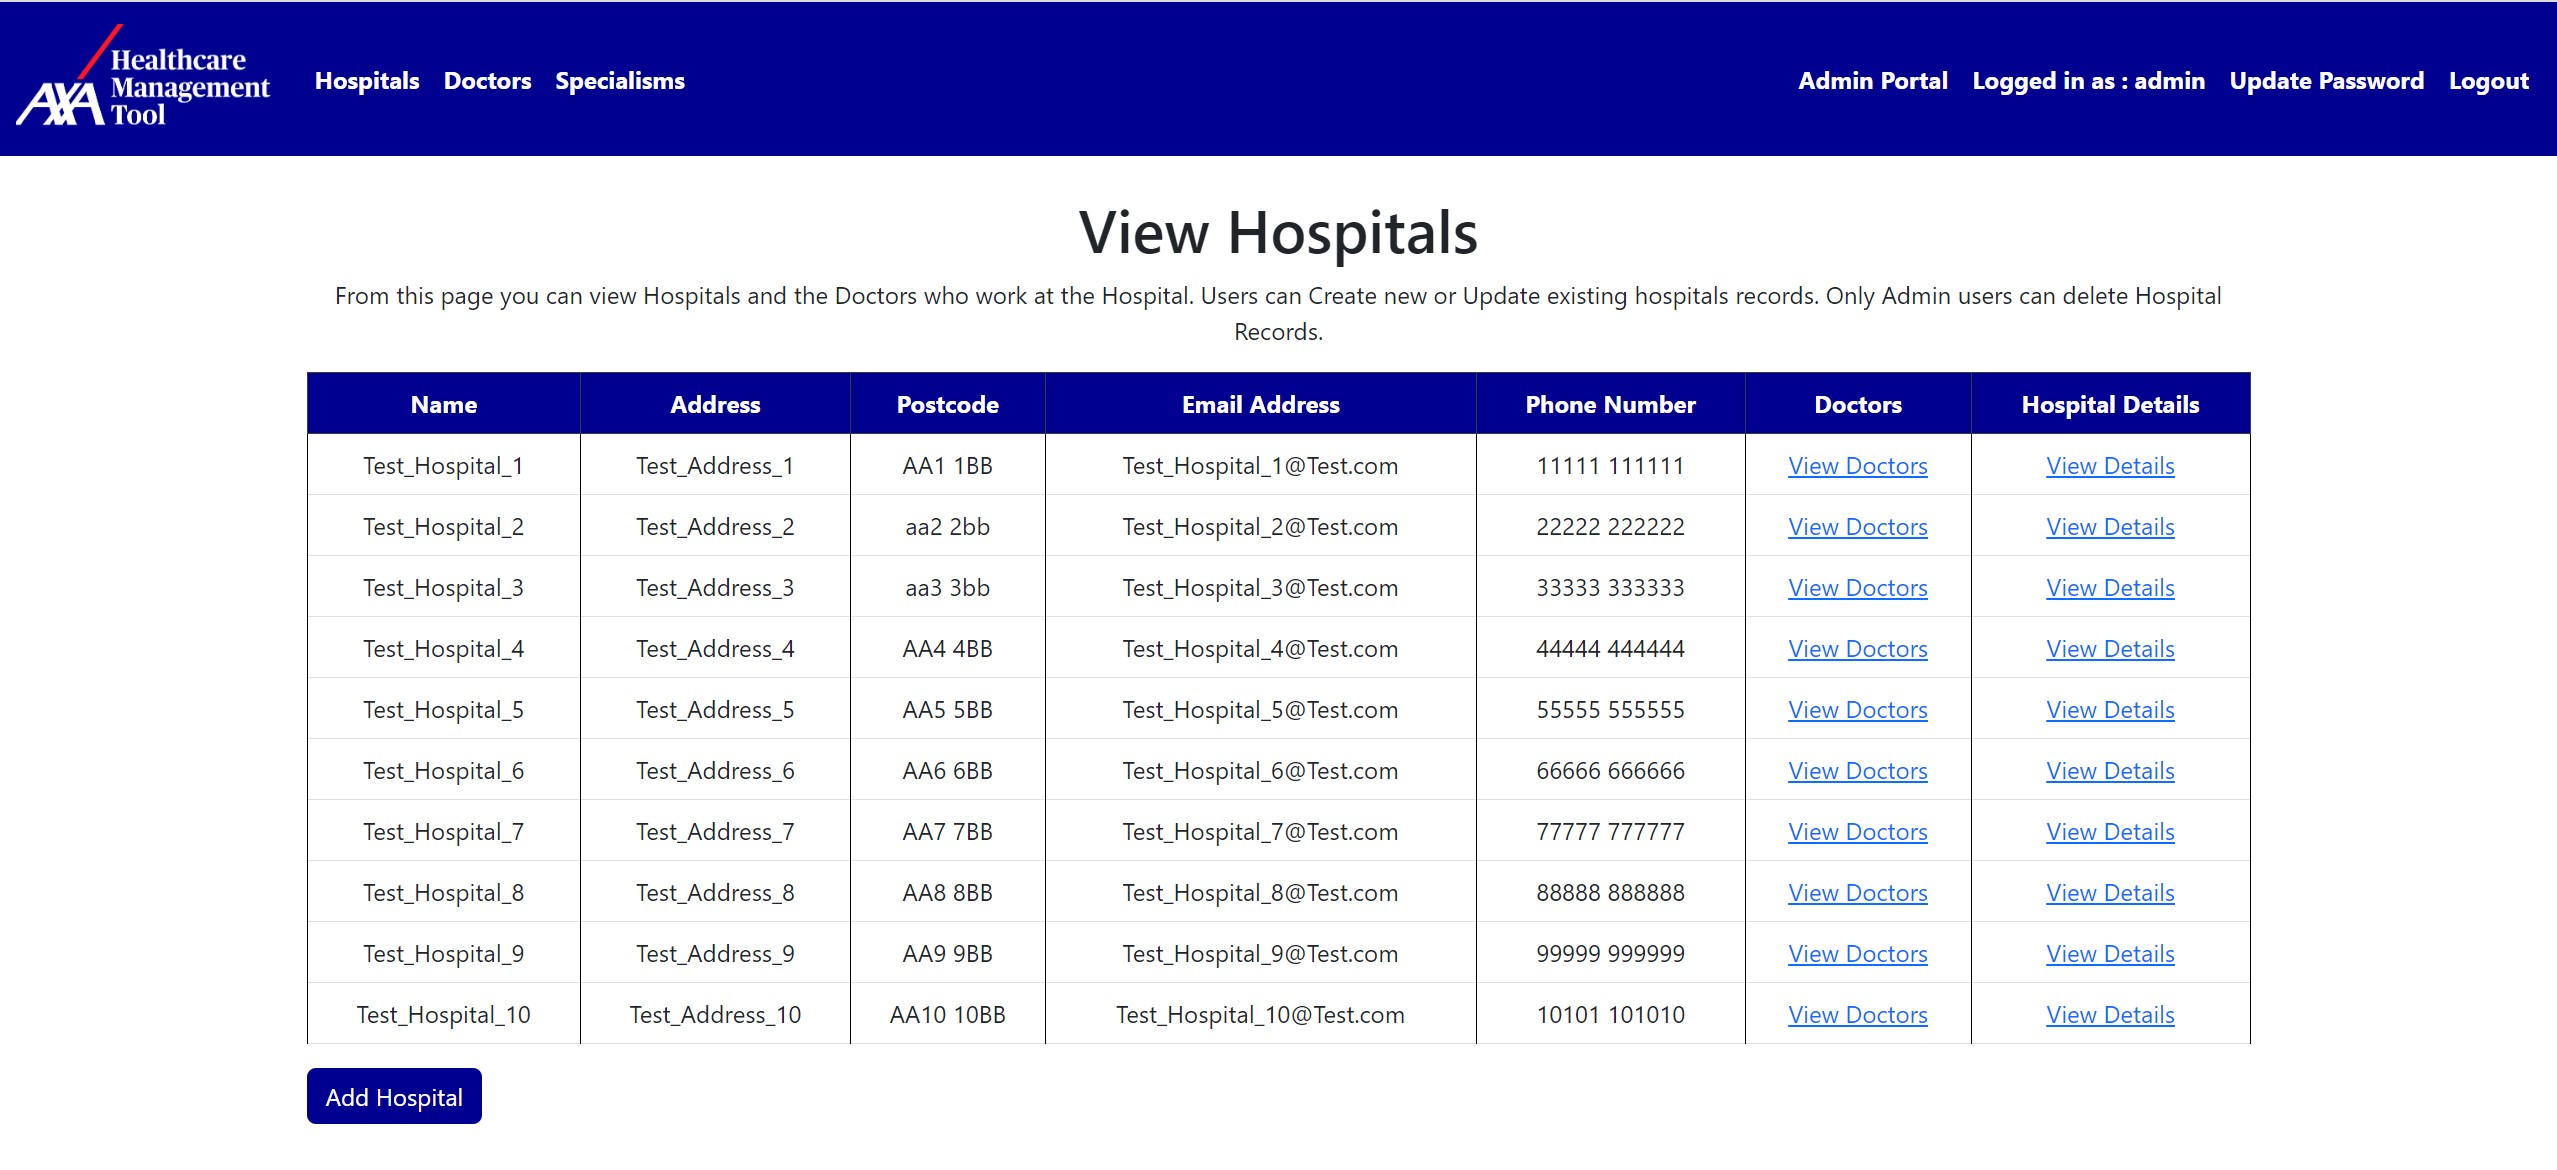 AXA Healthcare Management Tool
Hospitals Doctors Specialisms Admin Portal Logged in as : admin Update Password Logout
View Hospitals
From this page you can view Hospitals and the Doctors who work at the Hospital. Users can Create new or Update existing hospitals records. Only Admin users can delete Hospital
Records.
Name Address Postcode Email Address Phone Number Doctors Hospital Details
Test_Hospital_1 Test_Address_1 AA1 1BB Test_Hospital_1@Test.com 11111 111111 View Doctors View Details
Test_Hospital_2 Test_Address_2 aa2 2bb Test_Hospital_2@Test.com 22222 222222 View Doctors View Details
Test_Hospital_3 Test_Address_3 aa3 3bb Test_Hospital_3@Test.com 33333 333333 View Doctors View Details
Test_Hospital_4 Test_Address_4 AA4 4BB Test_Hospital_4@Test.com 44444 444444 View Doctors View Details
Test_Hospital_5 Test_Address_5 AA5 5BB Test_Hospital_5@Test.com 55555 555555 View Doctors View Details
Test_Hospital_6 Test_Address_6 AA6 6BB Test_Hospital_6@Test.com 66666 666666 View Doctors View Details
Test_Hospital_7 Test_Address_7 AA7 7BB Test_Hospital_7@Test.com 77777 777777 View Doctors View Details
Test_Hospital_8 Test_Address_8 AA8 8BB Test_Hospital_8@Test.com 88888 888888 View Doctors View Details
Test_Hospital_9 Test_Address_9 AA9 9BB Test_Hospital_9@Test.com 99999 999999 View Doctors View Details
Test_Hospital_10 Test_Address_10 AA10 10BB Test_Hospital_10@Test.com 10101 101010 View Doctors View Details
Add Hospital